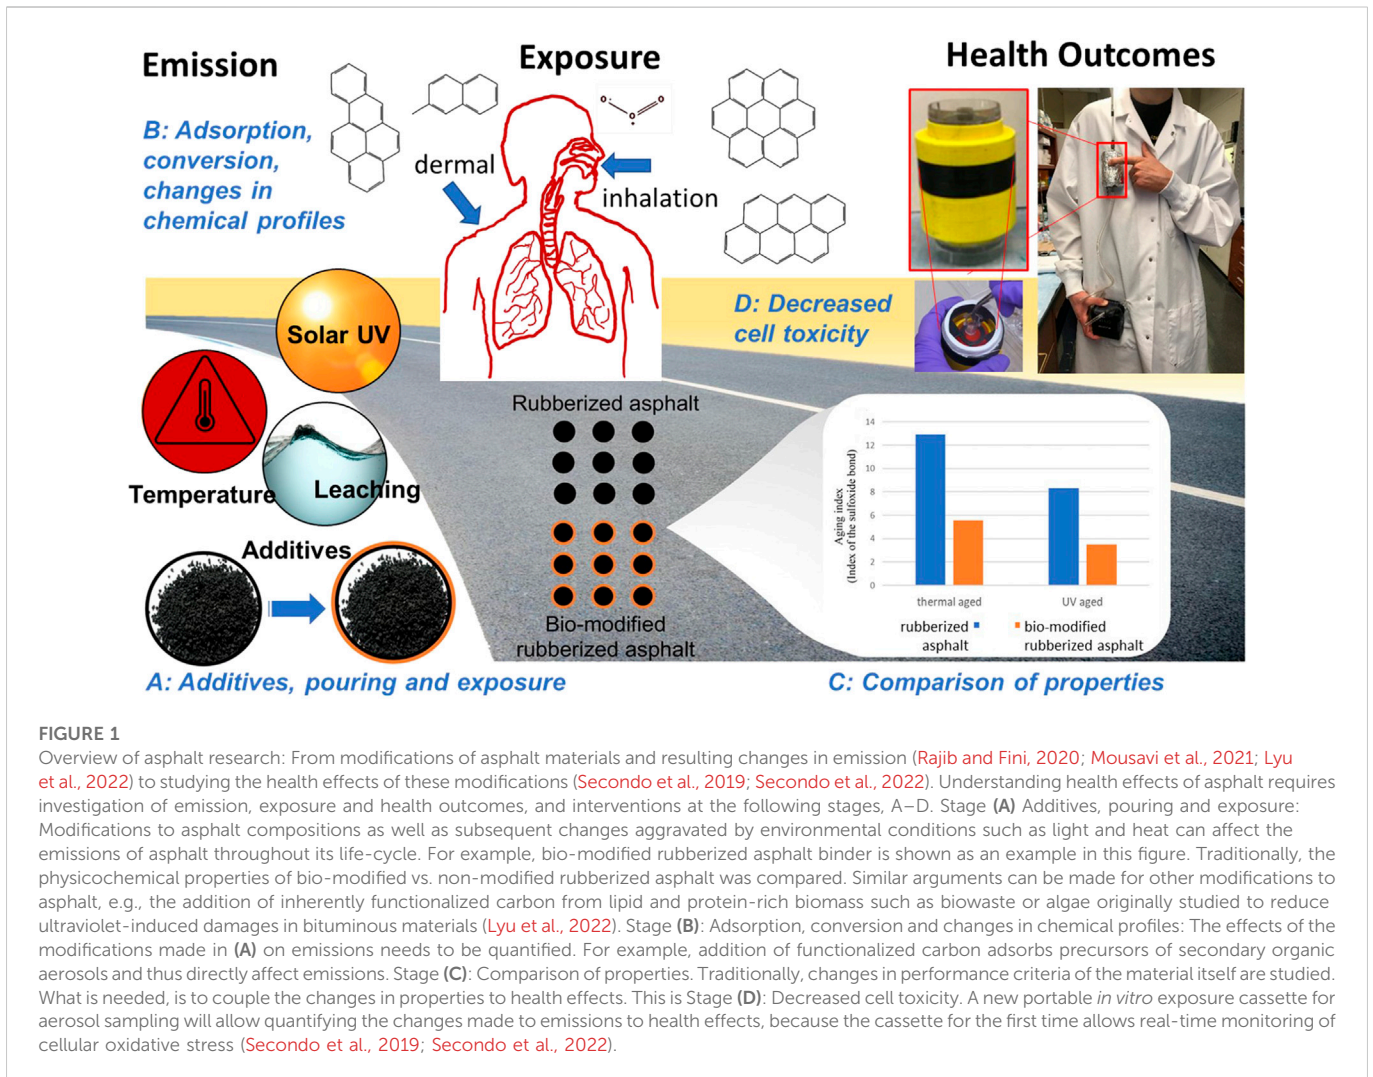 Emission
Exposure
Health Outcomes
B: Adsorption,
conversion,
changes in
chemical profiles
dermal
inhalation
O
O
O
D: Decreased
cell toxicity
Solar UV
Temperature
Leaching
Additives
Rubberized asphalt
Bio-modified
rubberized asphalt
Aging index
(Index of the sulfoxide bond)
14
12
10
8
6
4
2
0
thermal aged
UV aged
rubberized
asphalt
bio-modified
rubberized asphalt
A: Additives, pouring and exposure
C: Comparison of properties
FIGURE 1
Overview of asphalt research: From modifications of asphalt materials and resulting changes in emission (Rajib and Fini, 2020; Mousavi et al., 2021; Lyu
et al., 2022) to studying the health effects of these modifications (Secondo et al., 2019; Secondo et al., 2022). Understanding health effects of asphalt requires
investigation of emission, exposure and health outcomes, and interventions at the following stages, A–D. Stage (A) Additives, pouring and exposure:
Modifications to asphalt compositions as well as subsequent changes aggravated by environmental conditions such as light and heat can affect the
emissions of asphalt throughout its life-cycle. For example, bio-modified rubberized asphalt binder is shown as an example in this figure. Traditionally, the
physicochemical properties of bio-modified vs. non-modified rubberized asphalt was compared. Similar arguments can be made for other modifications to
asphalt, e.g., the addition of inherently functionalized carbon from lipid and protein-rich biomass such as biowaste or algae originally studied to reduce
ultraviolet-induced damages in bituminous materials (Lyu et al., 2022). Stage (B): Adsorption, conversion and changes in chemical profiles: The effects of the
modifications made in (A) on emissions needs to be quantified. For example, addition of functionalized carbon adsorbs precursors of secondary organic
aerosols and thus directly affect emissions. Stage (C): Comparison of properties. Traditionally, changes in performance criteria of the material itself are studied.
What is needed, is to couple the changes in properties to health effects. This is Stage (D): Decreased cell toxicity. A new portable in vitro exposure cassette for
aerosol sampling will allow quantifying the changes made to emissions to health effects, because the cassette for the first time allows real-time monitoring of
cellular oxidative stress (Secondo et al., 2019; Secondo et al., 2022).